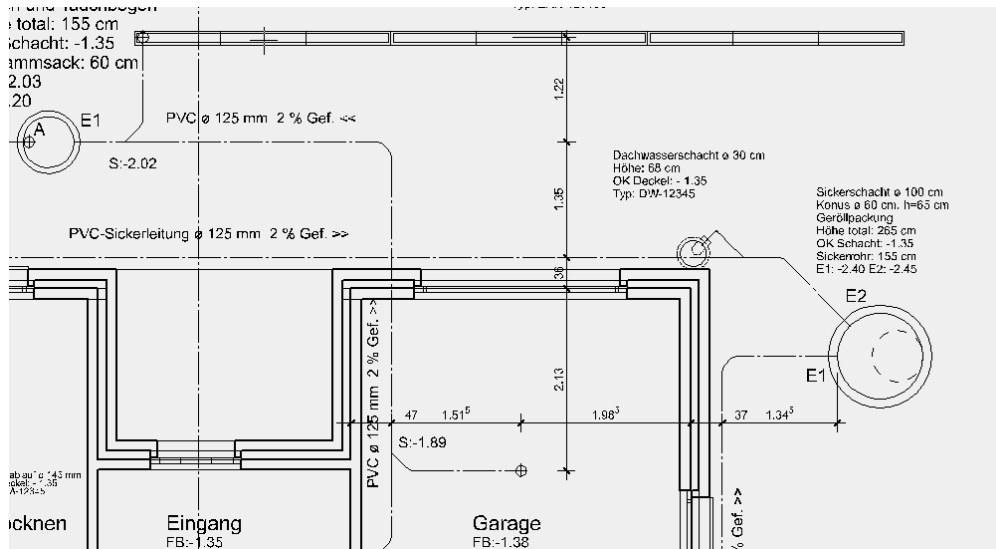 e total: 155 cm
Schacht: -1.35
ammsack: 60 cm
2.03
.20
A
E1
PVC ø 125 mm 2 % Gef. <<
S:-2.02
PVC-Sickerleitung ø 125 mm 2 % Gef. >>
1.22
1.35
36
2.13
Dachwasserschacht ø 30 cm
Höhe: 68 cm
OK Deckel: - 1.35
Typ: DW-12345
Sickerschacht ø 100 cm
Konus ø 60 cm. h=65 cm
Geröllpackung
Höhe total: 265 cm
OK Schacht: -1.35
Sickerrohr: 155 cm
E1: -2.40 E2: -2.45
E2
E1
PVC ø 125 mm 2 % Gef. >>
47
1.51⁵
1.98⁵
37
1.34⁵
S:-1.89
% Gef. >>
ocknen
Eingang
FB:-1.35
Garage
FB:-1.38